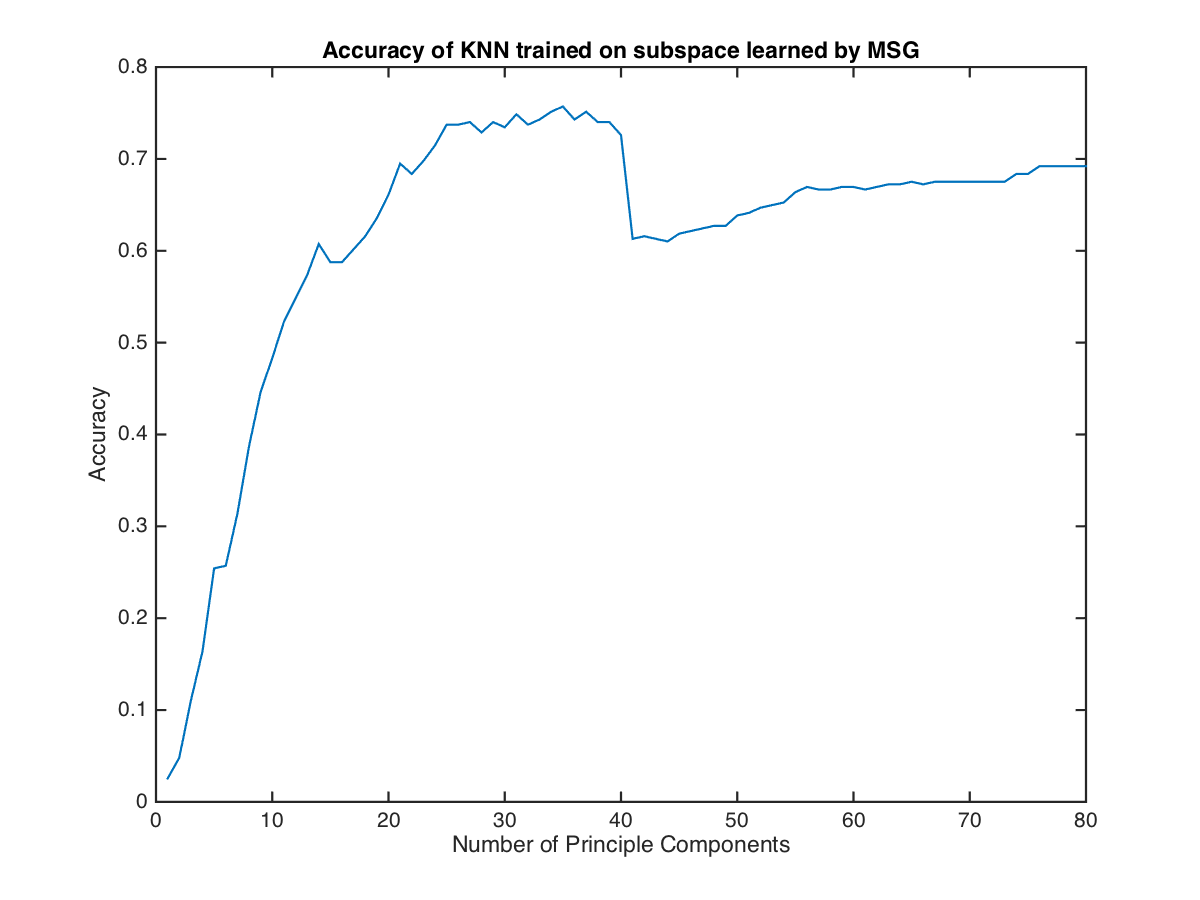 Accuracy of KNN trained on subspace learned by MSG
0.8
0.7
0.6
0.5
0.4
0.3
0.2
0.1
0
Accuracy
0 10 20 30 40 50 60 70 80
Number of Principle Components